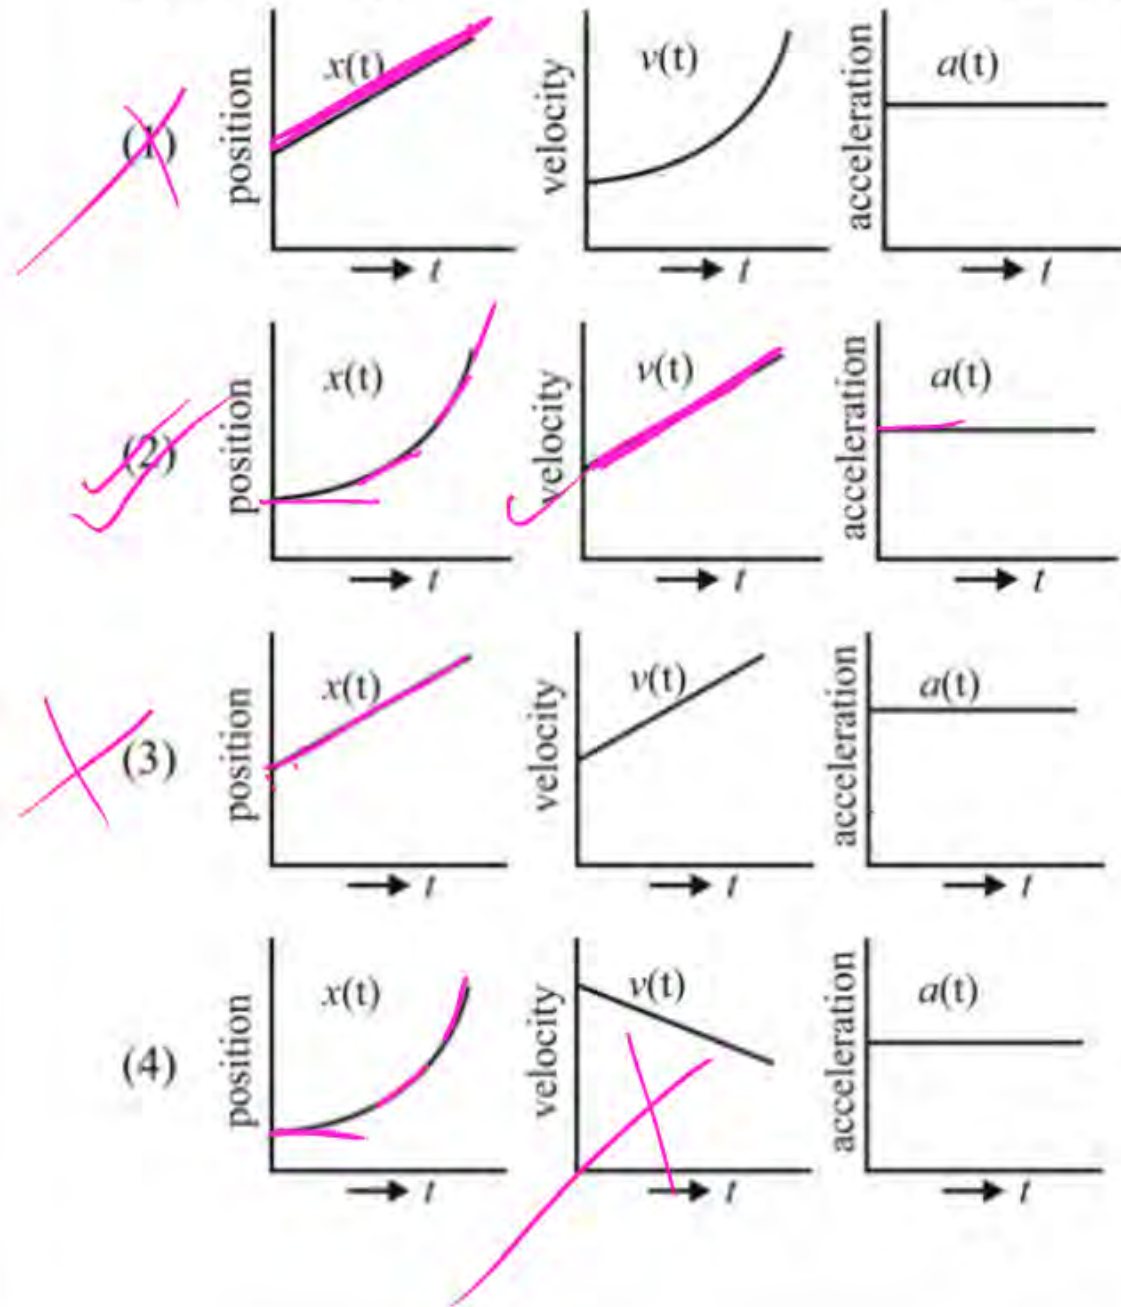 position x(t) velocity v(t) acceleration a(t)
(1)
t t t
position x(t) velocity v(t) acceleration a(t)
(2)
t t t
position x(t) velocity v(t) acceleration a(t)
(3)
t t t
position x(t) velocity v(t) acceleration a(t)
(4)
t t t